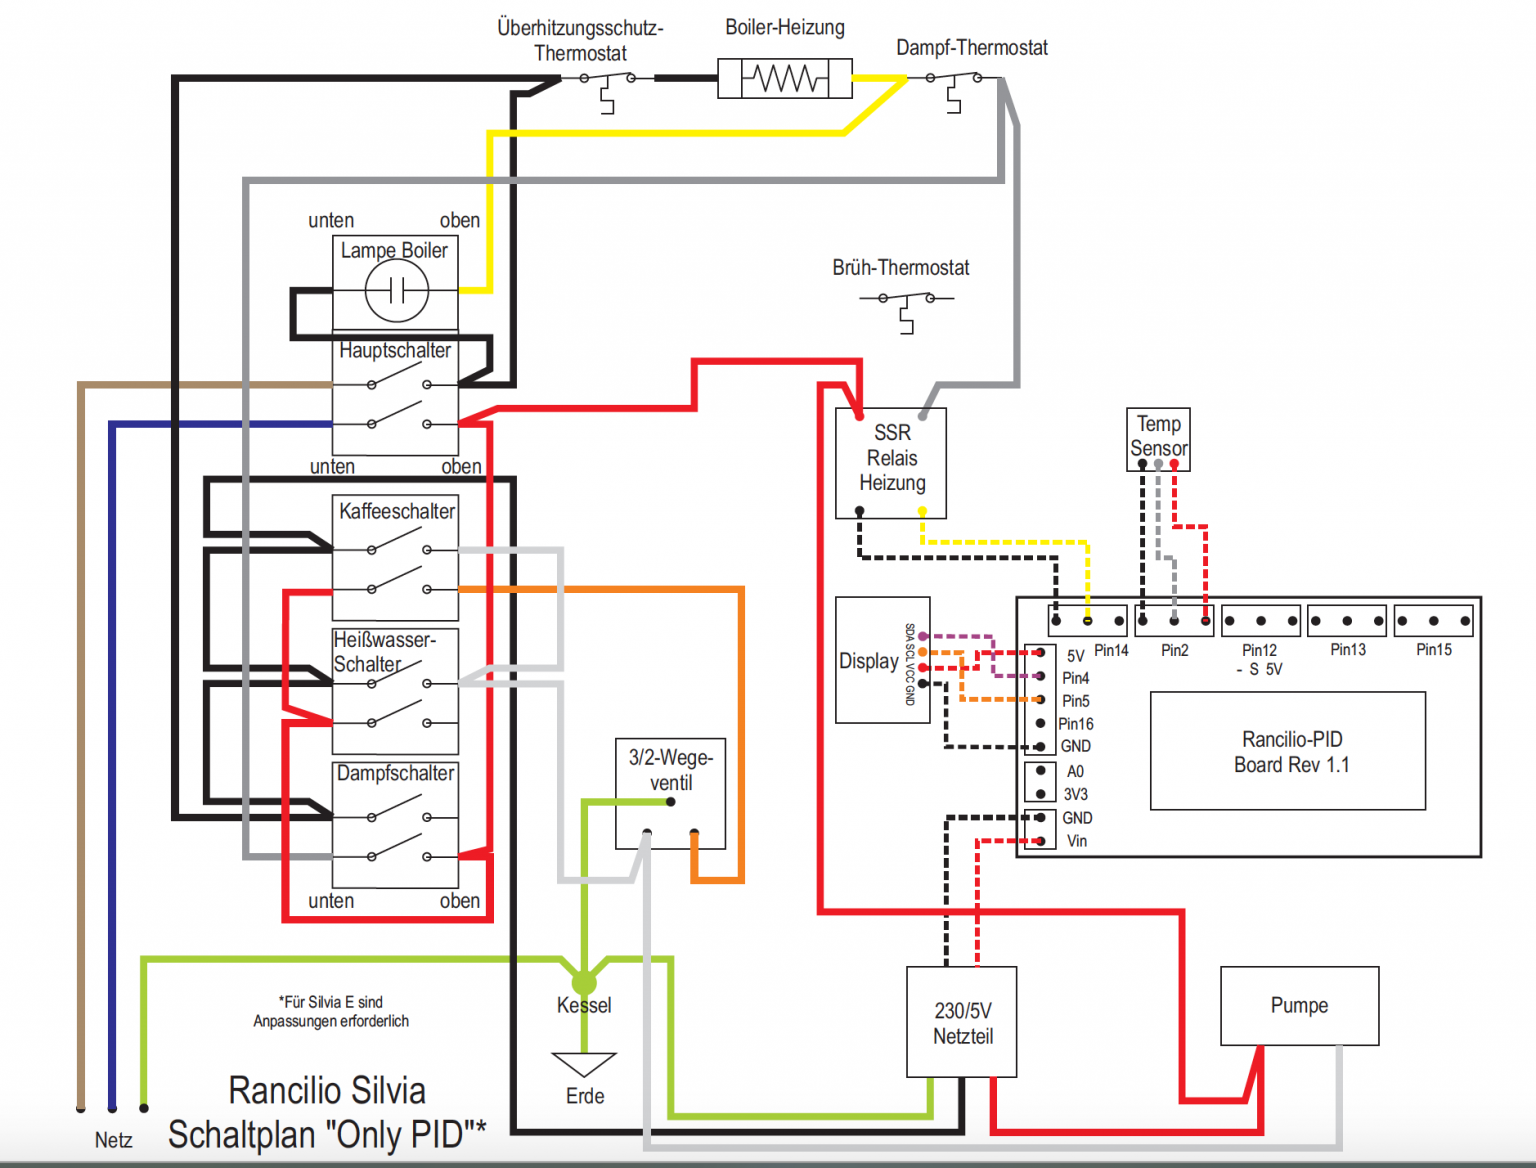 Überhitzungsschutz-
Thermostat
Boiler-Heizung
Dampf-Thermostat
unten
oben
Lampe Boiler
Brüh-Thermostat
Hauptschalter
unten
oben
Kaffeeschalter
Heißwasser-
Schalter
Dampfschalter
unten
oben
SSR
Relais
Heizung
Temp
Sensor
Display
SDA SCL VCC GND
Pin14
Pin2
Pin12
- S 5V
Pin13
Pin15
5V
Pin4
Pin5
Pin16
GND
A0
3V3
GND
Vin
Rancilio-PID
Board Rev 1.1
3/2-Wege-
ventil
Kessel
Erde
230/5V
Netzteil
Pumpe
*Für Silvia E sind
Anpassungen erforderlich
Rancilio Silvia
Schaltplan "Only PID"*
Netz